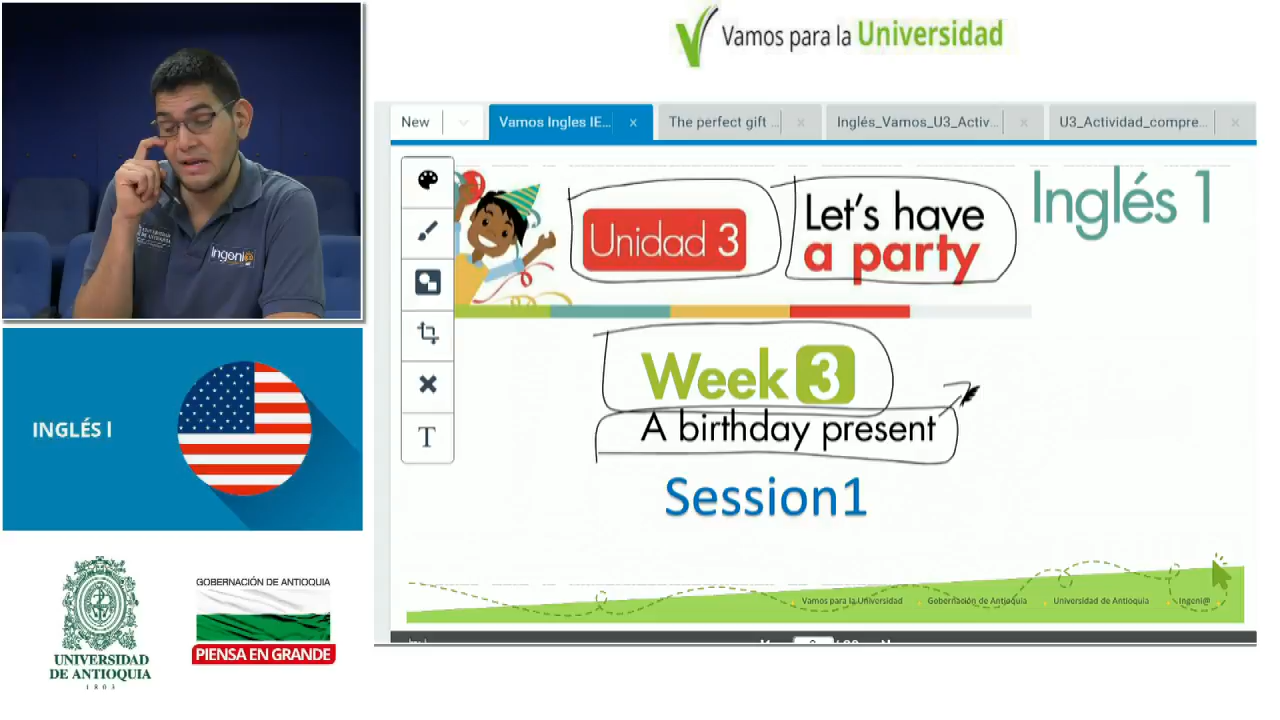 Vamos para la Universidad
New
Vamos Ingles IE... x
The perfect gift ... x
Inglés_Vamos_U3_Activ... x
U3_Actividad_compre... x
Unidad 3
Let's have
a party
Inglés 1
Week 3
A birthday present
Session1
T
Vamos para la Universidad
Gobernación de Antioquia
Universidad de Antioquia
Ingeni@
Ingeni@
INGLÉS I
UNIVERSIDAD
DE ANTIOQUIA
1803
GOBERNACIÓN DE ANTIOQUIA
PIENSA EN GRANDE